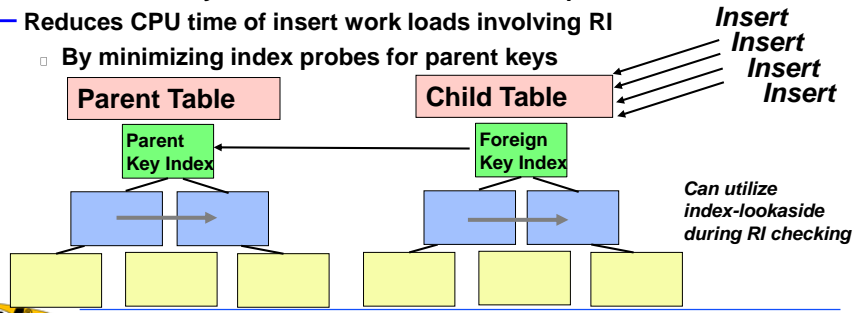 – Reduces CPU time of insert work loads involving RI
By minimizing index probes for parent keys
Insert
Insert
Insert
Insert
Parent Table
Child Table
Parent
Key Index
Foreign
Key Index
Can utilize
index-lookaside
during RI checking